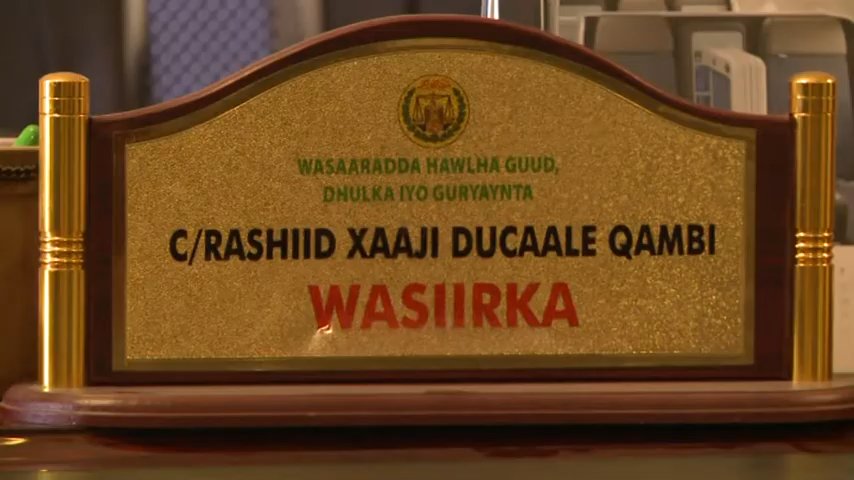 WASAARADDA HAWLHA GUUD,
DHULKA IYO GURYAYNTA
C/RASHIID XAAJI DUCAALE QAMBI
WASIIRKA